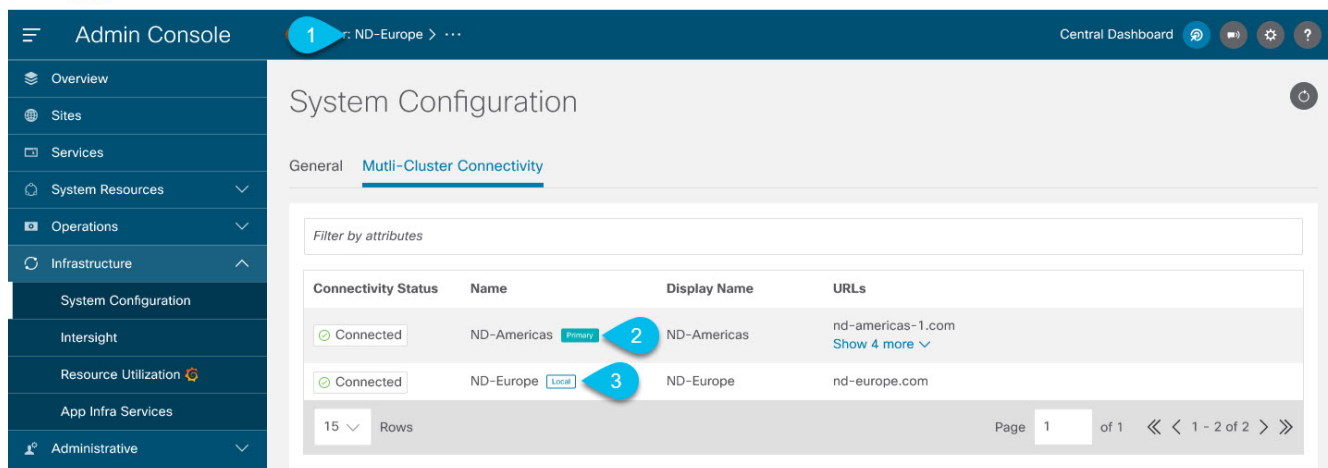 Admin Console
1
r: ND-Europe > ···
Central Dashboard
?
Overview
Sites
Services
System Resources
Operations
Infrastructure
System Configuration
Intersight
Resource Utilization
App Infra Services
Administrative
System Configuration
General Mutli-Cluster Connectivity
Filter by attributes
Connectivity Status Name Display Name URLs
Connected ND-Americas Primary 2 ND-Americas nd-americas-1.com
Show 4 more
Connected ND-Europe Local 3 ND-Europe nd-europe.com
15 Rows Page 1 of 1 1 - 2 of 2